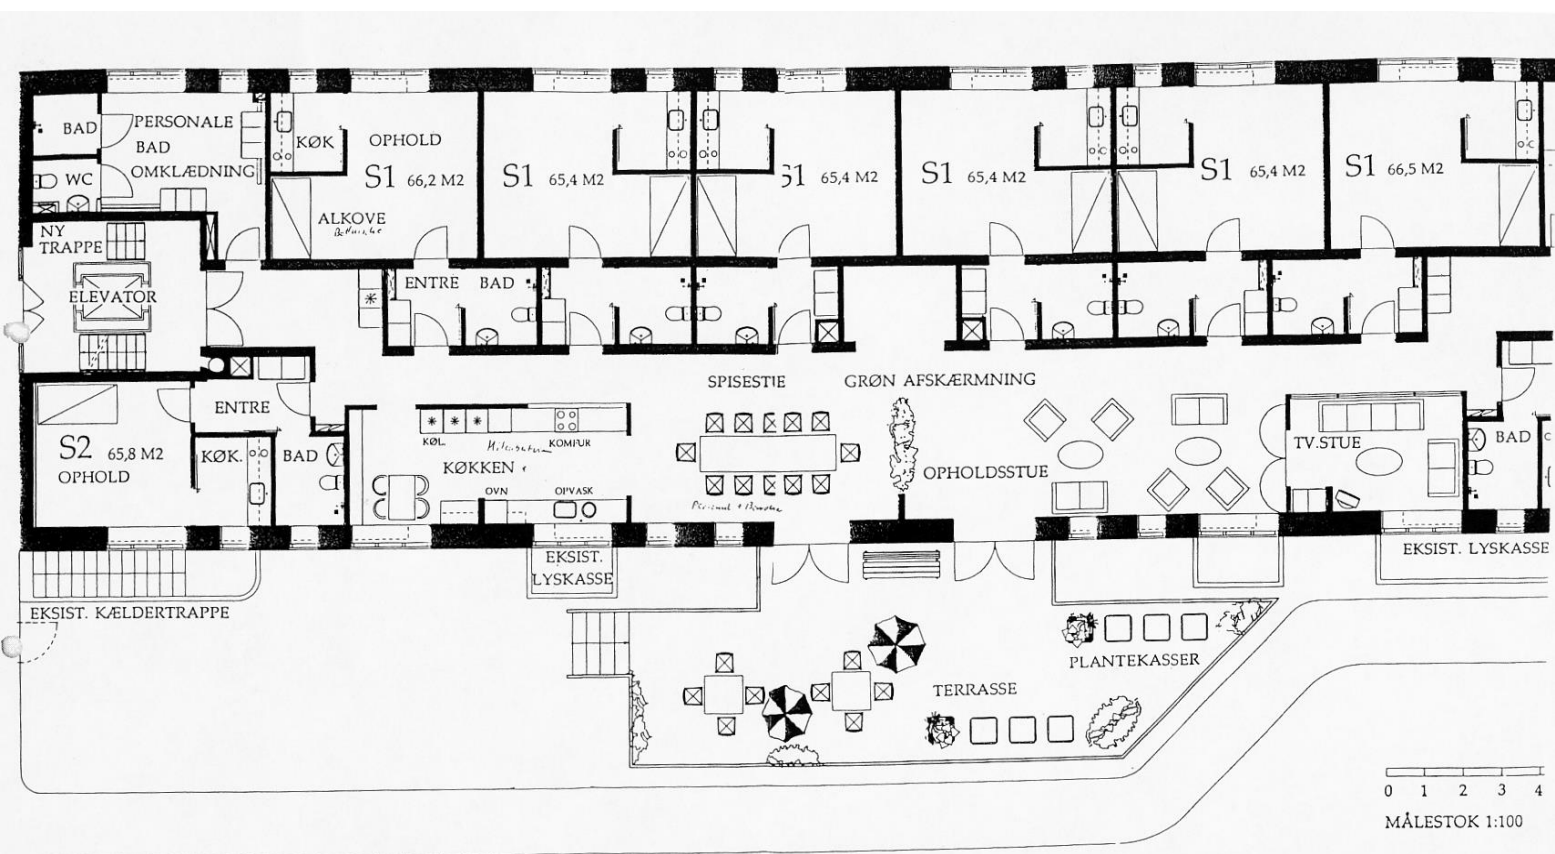 BAD
PERSONALE
BAD
OMKLÆDNING
WC
KØK
OPHOLD
S1 66,2 M2
ALKOVE
S1 65,4 M2
S1 65,4 M2
S1 65,4 M2
S1 65,4 M2
S1 66,5 M2
NY
TRAPPE
ELEVATOR
ENTRE BAD
SPISESTUE
GRØN AFSKÆRMNING
ENTRE
S2 65,8 M2
OPHOLD
KØK.
BAD
KØL
KOMFUR
KØKKEN
OVN
OPVASK
OPHOLDSSTUE
TV.STUE
BAD
EKSIST.
LYSKASSE
EKSIST. LYSKASSE
EKSIST. KÆLDERTRAPPE
PLANTEKASSER
TERRASSE
0 1 2 3 4
MÅLESTOK 1:100